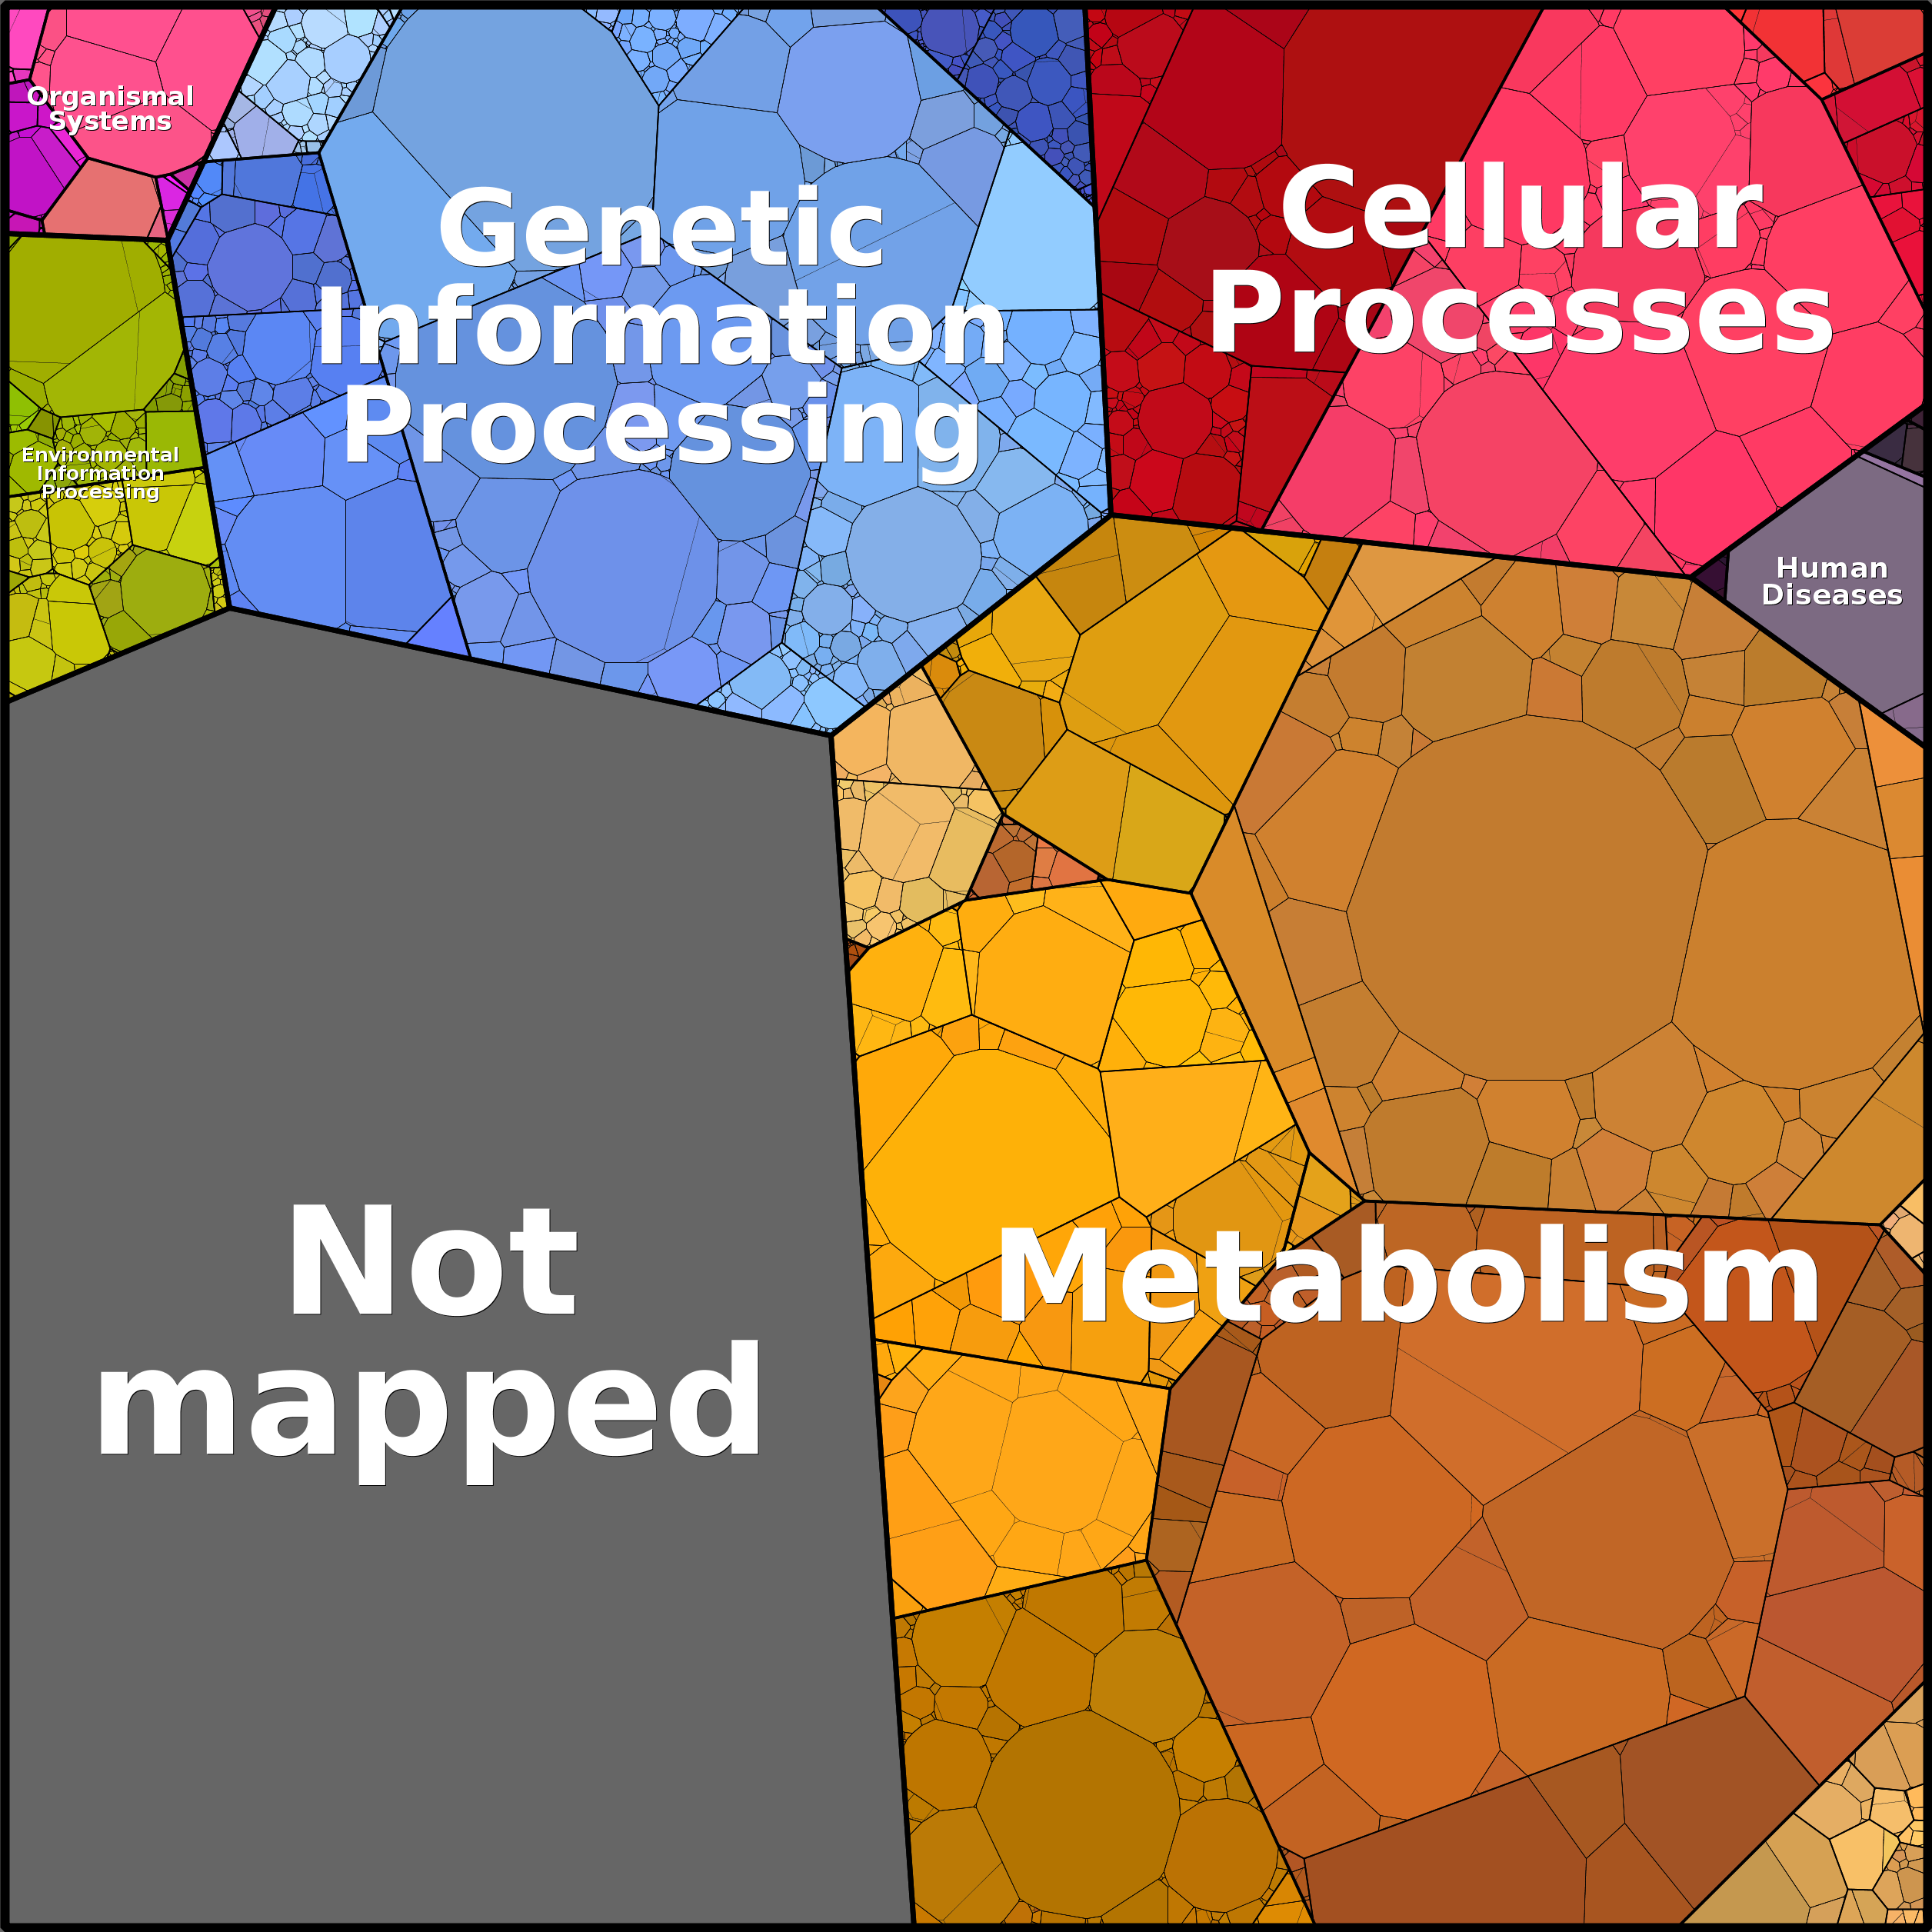 Organismal
Systems
Genetic
Information
Processing
Cellular
Processes
Environmental
Information
Processing
Human
Diseases
Not
mapped
Metabolism